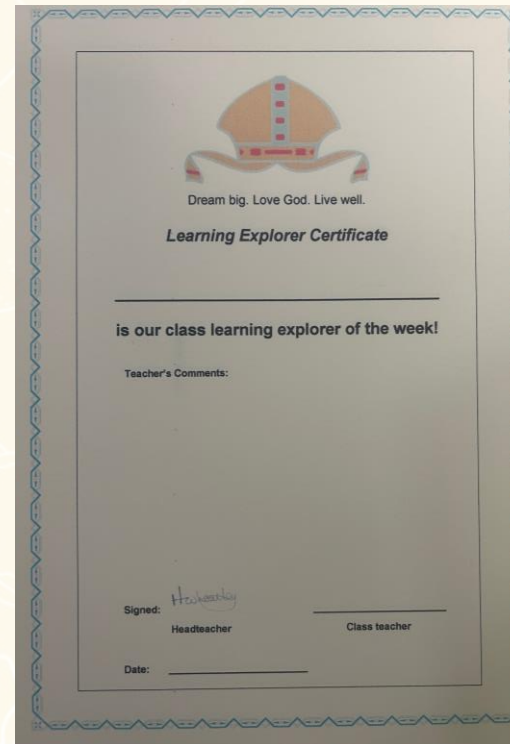 Dream big. Love God. Live well.
Learning Explorer Certificate
is our class learning explorer of the week!
Teacher's Comments:
Signed:
Headteacher
Class teacher
Date: